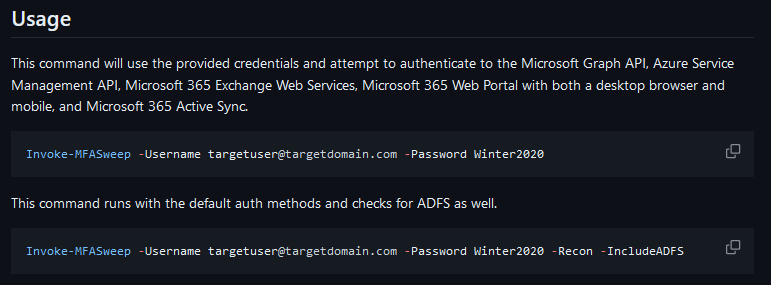 Usage
This command will use the provided credentials and attempt to authenticate to the Microsoft Graph API, Azure Service
Management API, Microsoft 365 Exchange Web Services, Microsoft 365 Web Portal with both a desktop browser and
mobile, and Microsoft 365 Active Sync.
Invoke-MFASweep -Username targetuser@targetdomain.com -Password Winter2020
This command runs with the default auth methods and checks for ADFS as well.
Invoke-MFASweep -Username targetuser@targetdomain.com -Password Winter2020 -Recon -IncludeADFS